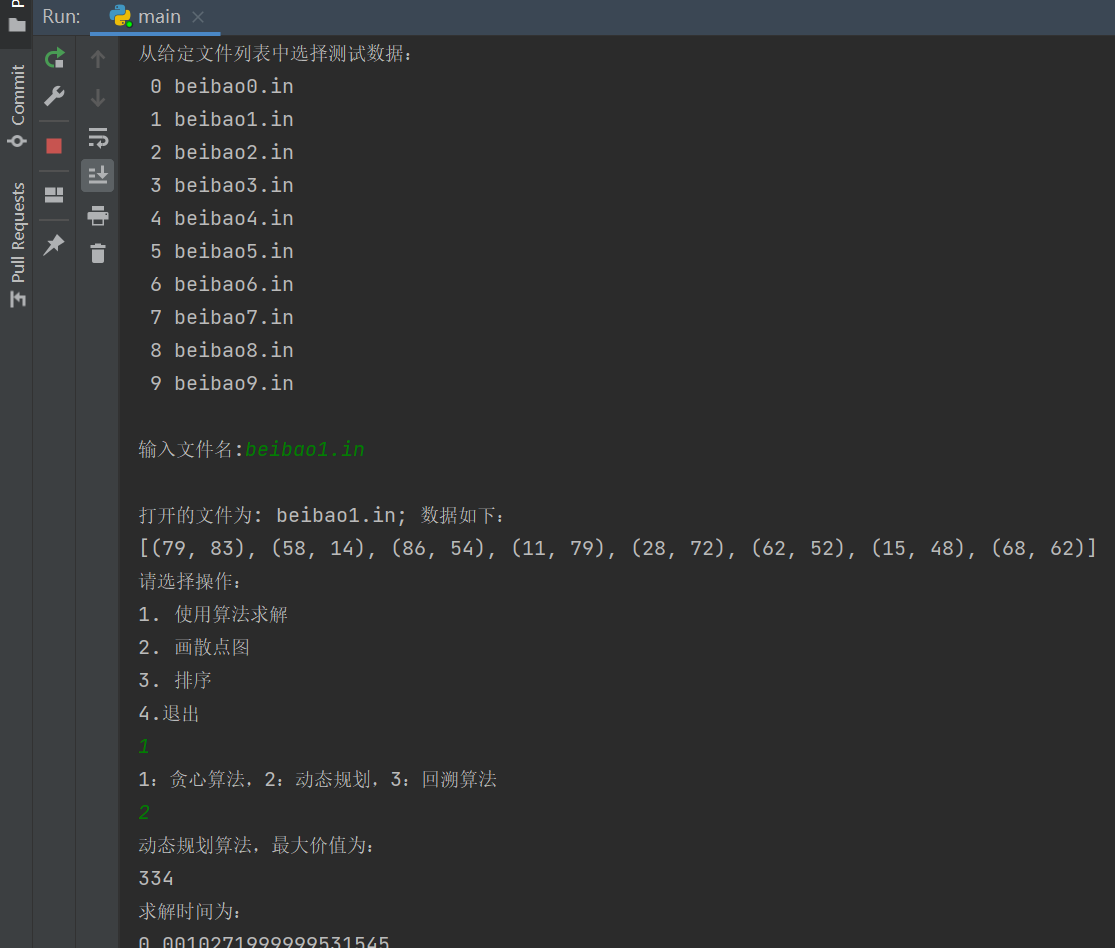 Run: main
Commit
Pull Requests
从给定文件列表中选择测试数据:
0 beibao0.in
1 beibao1.in
2 beibao2.in
3 beibao3.in
4 beibao4.in
5 beibao5.in
6 beibao6.in
7 beibao7.in
8 beibao8.in
9 beibao9.in
输入文件名:beibao1.in
打开的文件为: beibao1.in; 数据如下:
[(79, 83), (58, 14), (86, 54), (11, 79), (28, 72), (62, 52), (15, 48), (68, 62)]
请选择操作:
1. 使用算法求解
2. 画散点图
3. 排序
4.退出
1
1: 贪心算法, 2: 动态规划, 3: 回溯算法
2
动态规划算法, 最大价值为:
334
求解时间为:
0.0010271999999531545